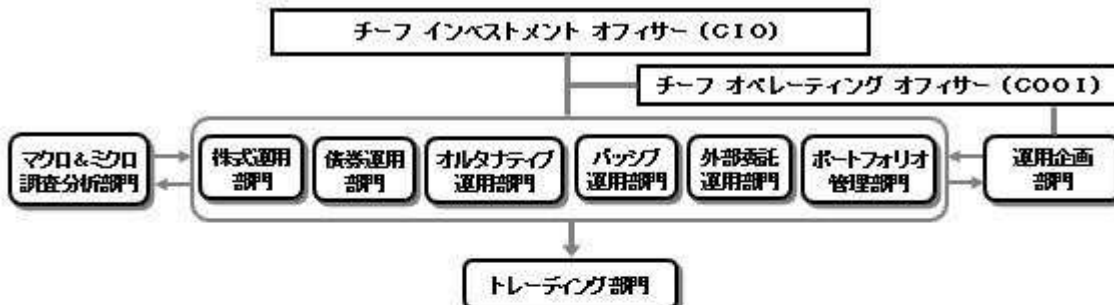 チーフ インベストメント オフィサー (CIO)
チーフ オペレーティング オフィサー (COOI)
マクロ&ミクロ
調査分析部門
株式運用
部門
債券運用
部門
オルタナティブ
運用部門
パッシブ
運用部門
外部委託
運用部門
ポートフォリオ
管理部門
運用企画
部門
トレーディング部門